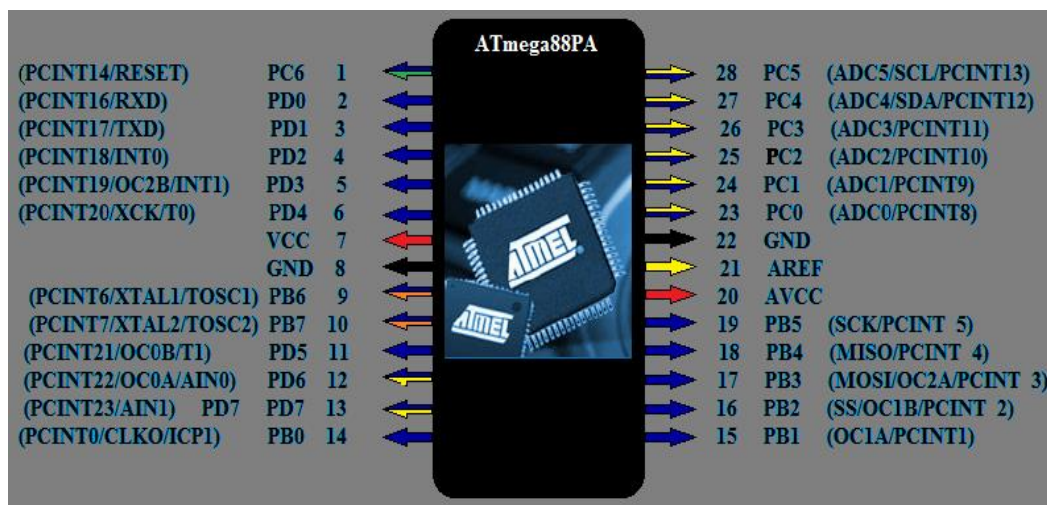 ATmega88PA
(PCINT14/RESET) PC6 1
(PCINT16/RXD) PD0 2
(PCINT17/TXD) PD1 3
(PCINT18/INT0) PD2 4
(PCINT19/OC2B/INT1) PD3 5
(PCINT20/XCK/T0) PD4 6
VCC 7
GND 8
(PCINT6/XTAL1/TOSC1) PB6 9
(PCINT7/XTAL2/TOSC2) PB7 10
(PCINT21/OC0B/T1) PD5 11
(PCINT22/OC0A/AIN0) PD6 12
(PCINT23/AIN1) PD7 PD7 13
(PCINT0/CLKO/ICP1) PB0 14
28 PC5 (ADC5/SCL/PCINT13)
27 PC4 (ADC4/SDA/PCINT12)
26 PC3 (ADC3/PCINT11)
25 PC2 (ADC2/PCINT10)
24 PC1 (ADC1/PCINT9)
23 PC0 (ADC0/PCINT8)
22 GND
21 AREF
20 AVCC
19 PB5 (SCK/PCINT 5)
18 PB4 (MISO/PCINT 4)
17 PB3 (MOSI/OC2A/PCINT 3)
16 PB2 (SS/OC1B/PCINT 2)
15 PB1 (OC1A/PCINT1)
ATMEL
ATMEL